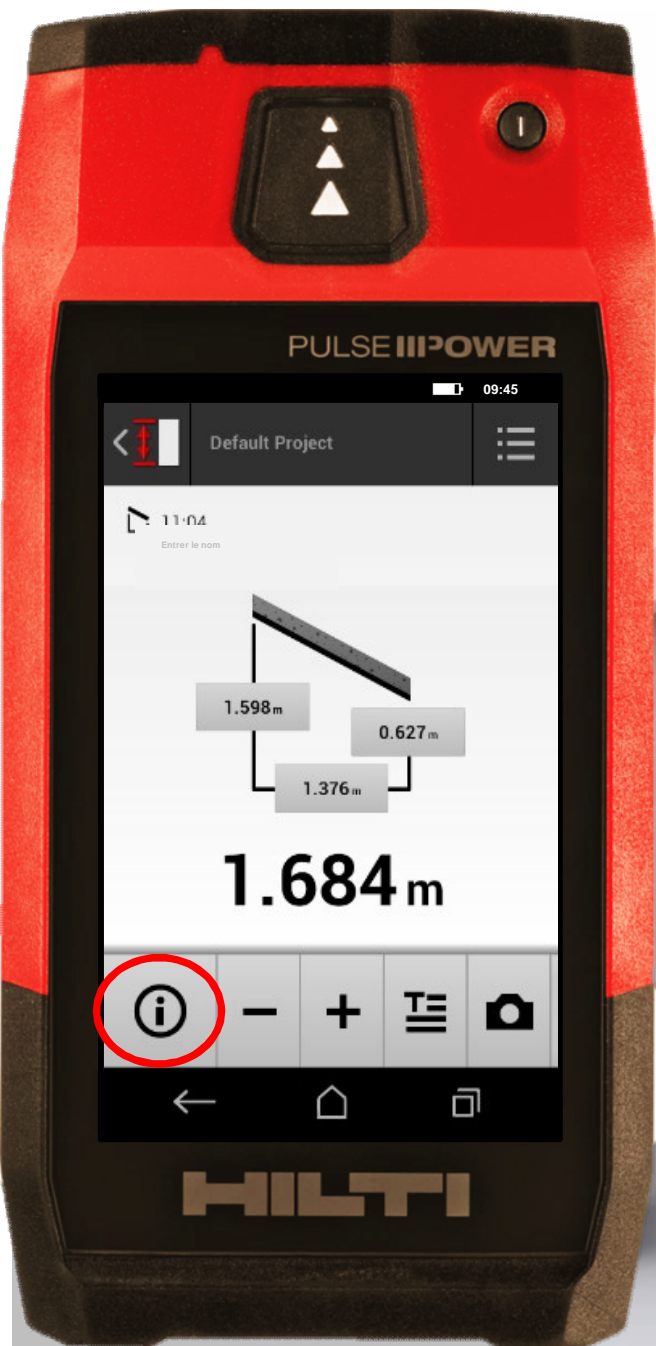 PULSE POWER
09:45
Default Project
11:04
Entrer le nom
1.598 m
0.627 m
1.376 m
1.684 m
HILTI